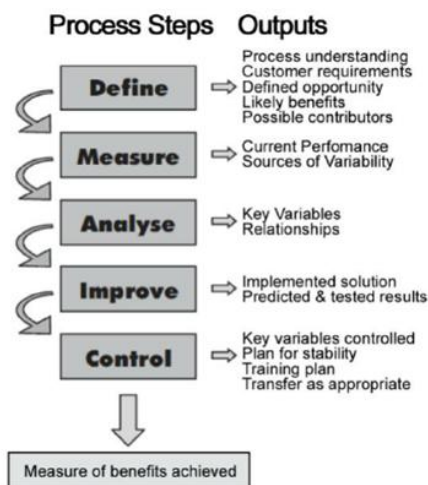 Process Steps Outputs
Define
Process understanding
Customer requirements
Defined opportunity
Likely benefits
Possible contributors
Measure
Current Perfomance
Sources of Variability
Analyse
Key Variables
Relationships
Improve
Implemented solution
Predicted & tested results
Control
Key variables controlled
Plan for stability
Training plan
Transfer as appropriate
Measure of benefits achieved